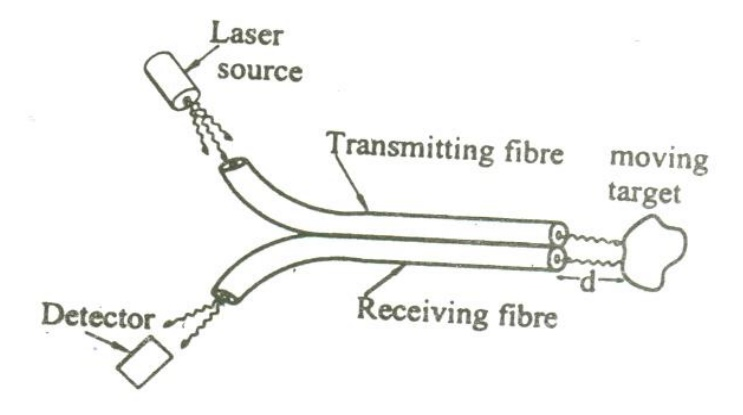 Laser
source
Transmitting fibre
moving
target
d
Receiving fibre
Detector